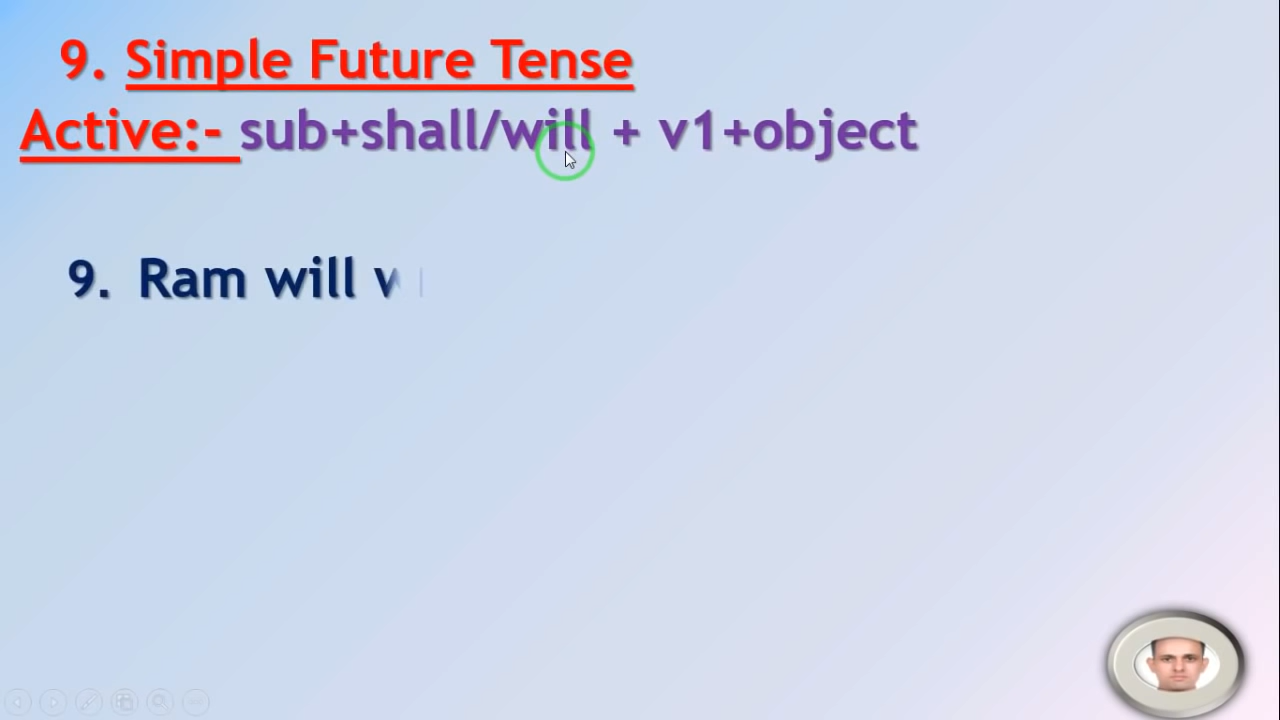 9. Simple Future Tense
Active:- sub+shall/will + v1+object
9. Ram will